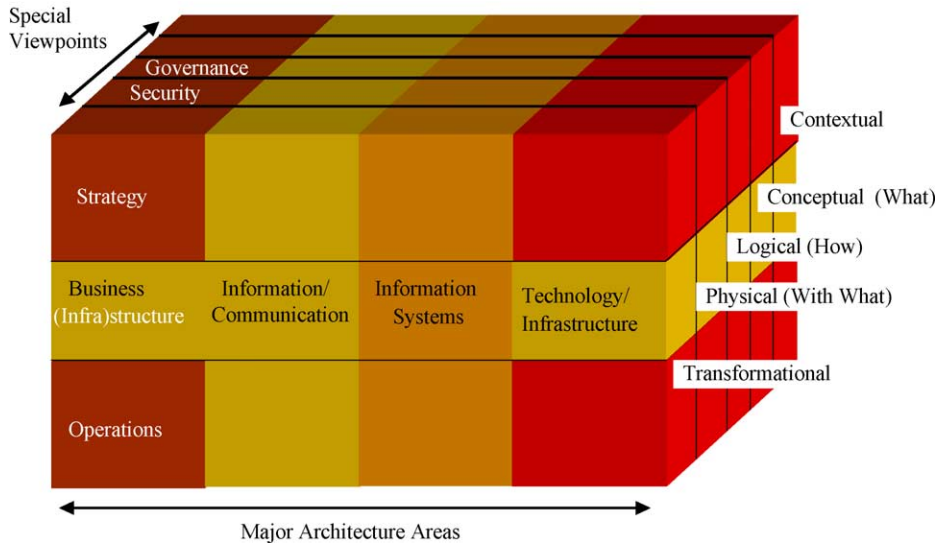 Special
Viewpoints
Governance
Security
Contextual
Strategy
Conceptual (What)
Logical (How)
Business
(Infra)structure
Information/
Communication
Information
Systems
Technology/
Infrastructure
Physical (With What)
Transformational
Operations
Major Architecture Areas